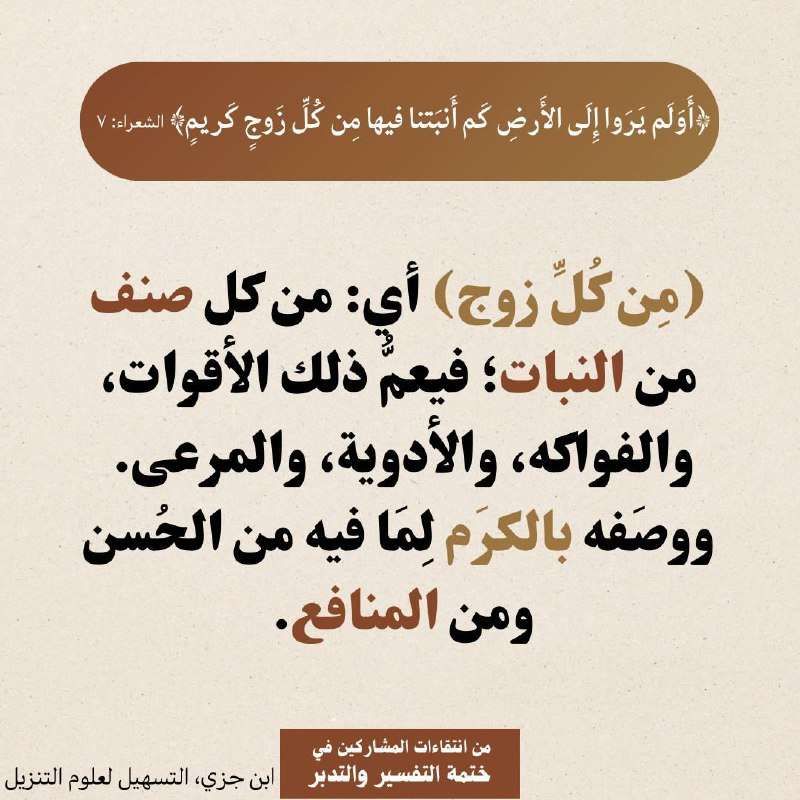 ﴿أَوَلَم يَرَوا إِلَى الأَرضِ كَم أَنبَتنا فيها مِن كُلِّ زَوجٍ كَريمٍ﴾ الشعراء: ٧
(مِن كُلِّ زوج) أي: من كل صنف
من النبات؛ فيعمُّ ذلك الأقوات،
والفواكه، والأدوية، والمرعى.
ووصَفه بالكرَم لِمَا فيه من الحُسن
ومن المنافع.
من انتقاءات المشاركين في
ختمة التفسير والتدبر
ابن جزي، التسهيل لعلوم التنزيل